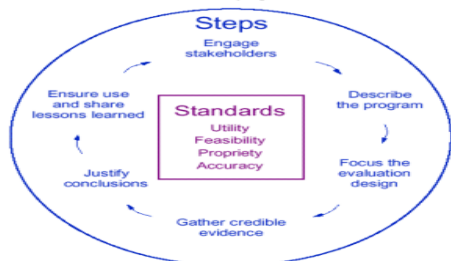 Steps
Engage
stakeholders
Describe
the program
Focus the
evaluation
design
Gather credible
evidence
Justify
conclusions
Ensure use
and share
lessons learned
Standards
Utility
Feasibility
Propriety
Accuracy